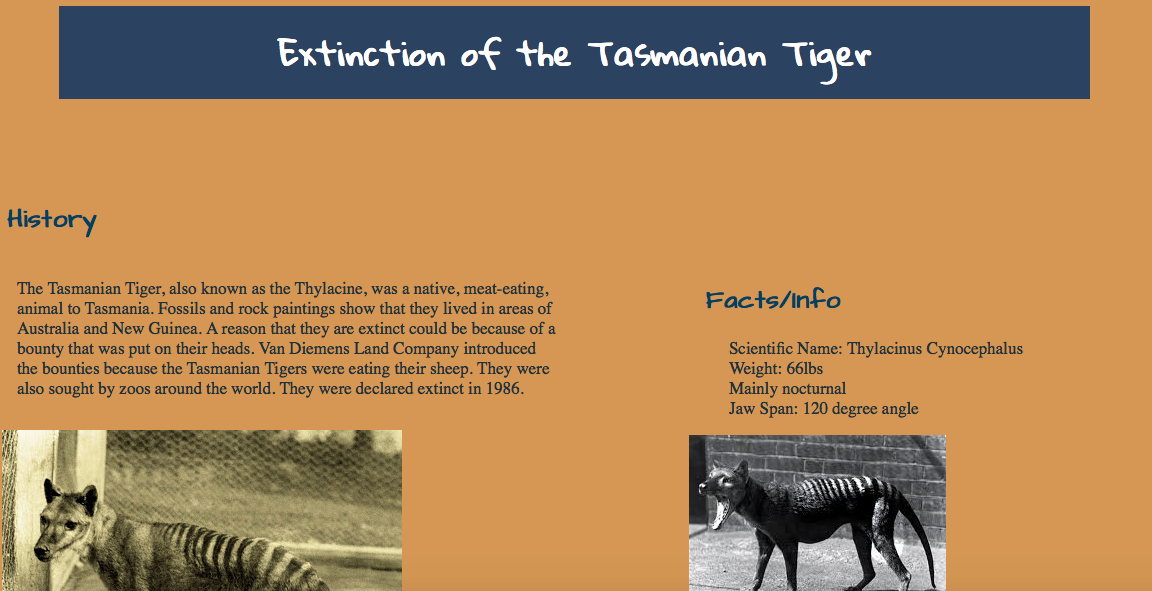 Extinction of the Tasmanian Tiger
History
The Tasmanian Tiger, also known as the Thylacine, was a native, meat-eating,
animal to Tasmania. Fossils and rock paintings show that they lived in areas of
Australia and New Guinea. A reason that they are extinct could be because of a
bounty that was put on their heads. Van Diemens Land Company introduced
the bounties because the Tasmanian Tigers were eating their sheep. They were
also sought by zoos around the world. They were declared extinct in 1986.
Facts/Info
Scientific Name: Thylacinus Cynocephalus
Weight: 66lbs
Mainly nocturnal
Jaw Span: 120 degree angle